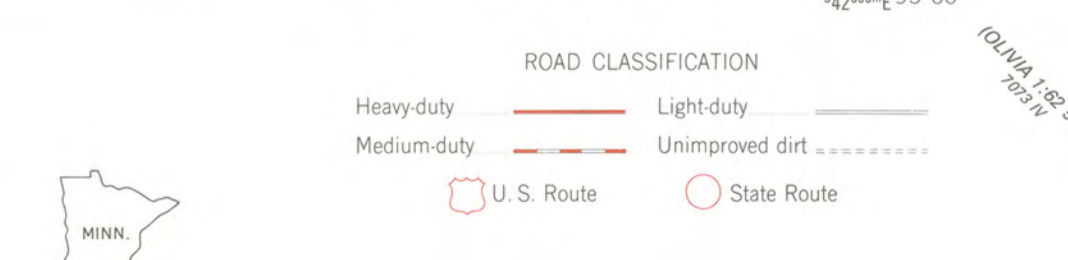 ROAD CLASSIFICATION
Heavy-duty Light-duty
Medium-duty Unimproved dirt
U. S. Route State Route
MINN.
(OLIVIA 1:62
7073 IV